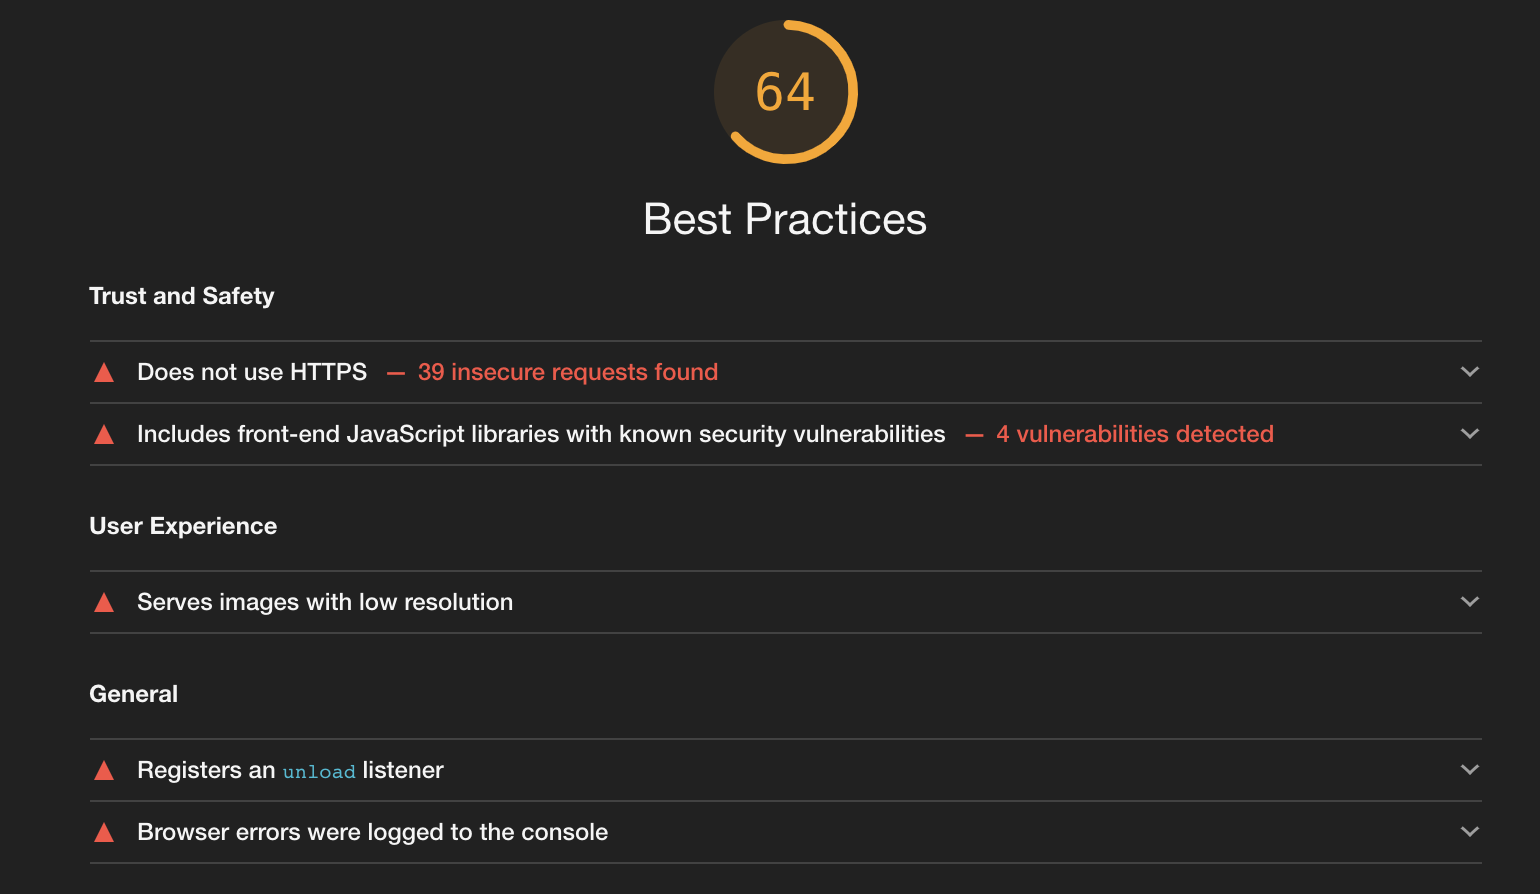 64
Best Practices
Trust and Safety
Does not use HTTPS — 39 insecure requests found
Includes front-end JavaScript libraries with known security vulnerabilities — 4 vulnerabilities detected
User Experience
Serves images with low resolution
General
Registers an unload listener
Browser errors were logged to the console